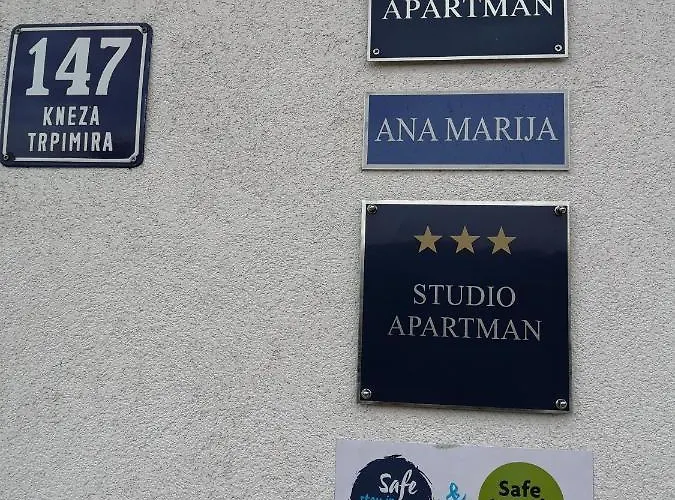 147
KNEZA
TRPIMIRA
APARTMAN
ANA MARIJA
STUDIO
APARTMAN
Safe
&
Safe